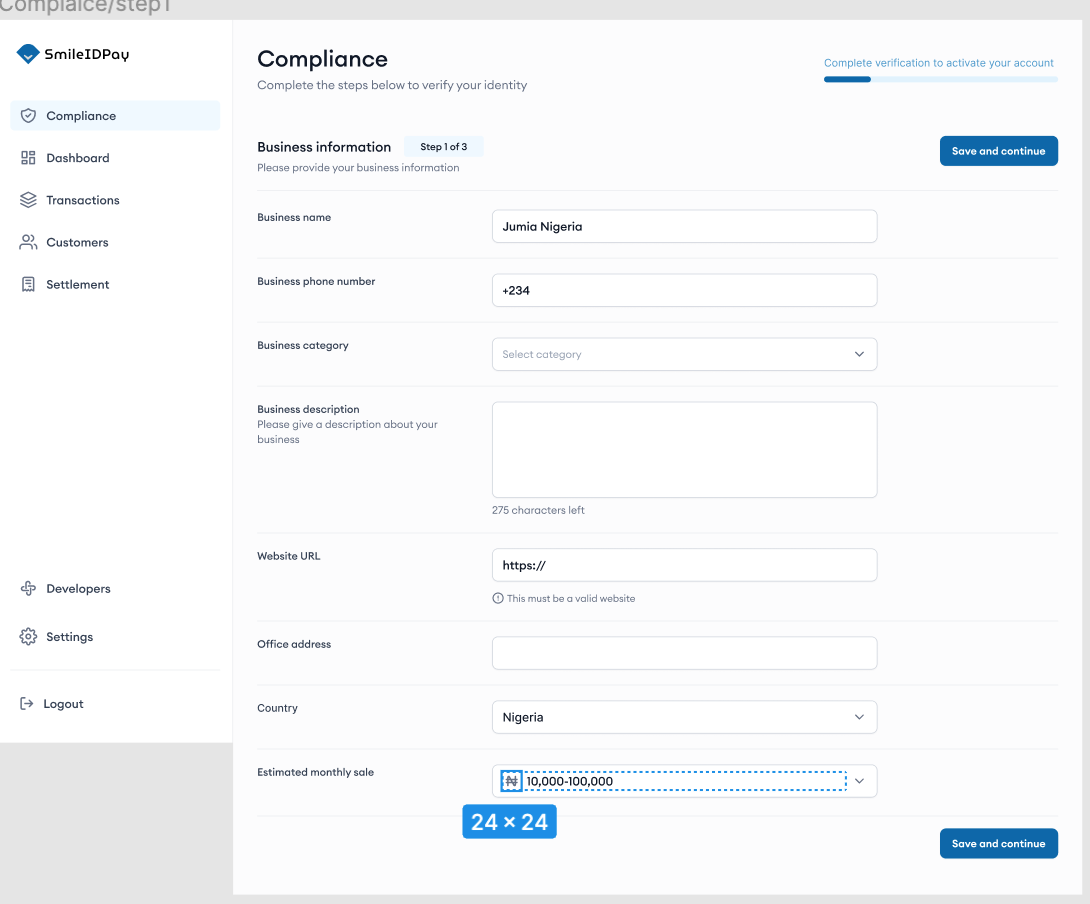 Complaice/step1
SmileIDPay
Compliance
Dashboard
Transactions
Customers
Settlement
Developers
Settings
Logout
Compliance
Complete the steps below to verify your identity
Complete verification to activate your account
Business information
Step 1 of 3
Please provide your business information
Save and continue
Business name
Jumia Nigeria
Business phone number
+234
Business category
Select category
Business description
Please give a description about your
business
275 characters left
Website URL
https://
This must be a valid website
Office address
Country
Nigeria
Estimated monthly sale
₦ 10,000-100,000
24 × 24
Save and continue